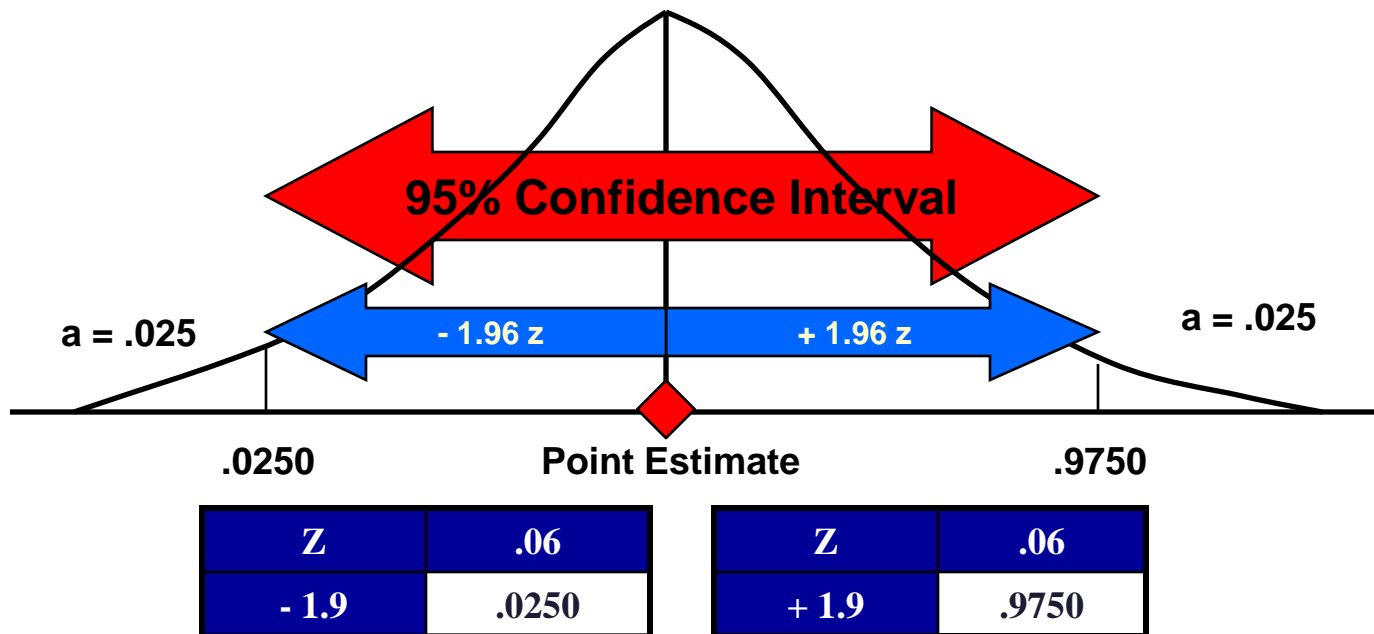 95% Confidence Interval
a = .025
- 1.96 z
+ 1.96 z
a = .025
.0250
Point Estimate
.9750
Z .06
- 1.9 .0250
Z .06
+ 1.9 .9750